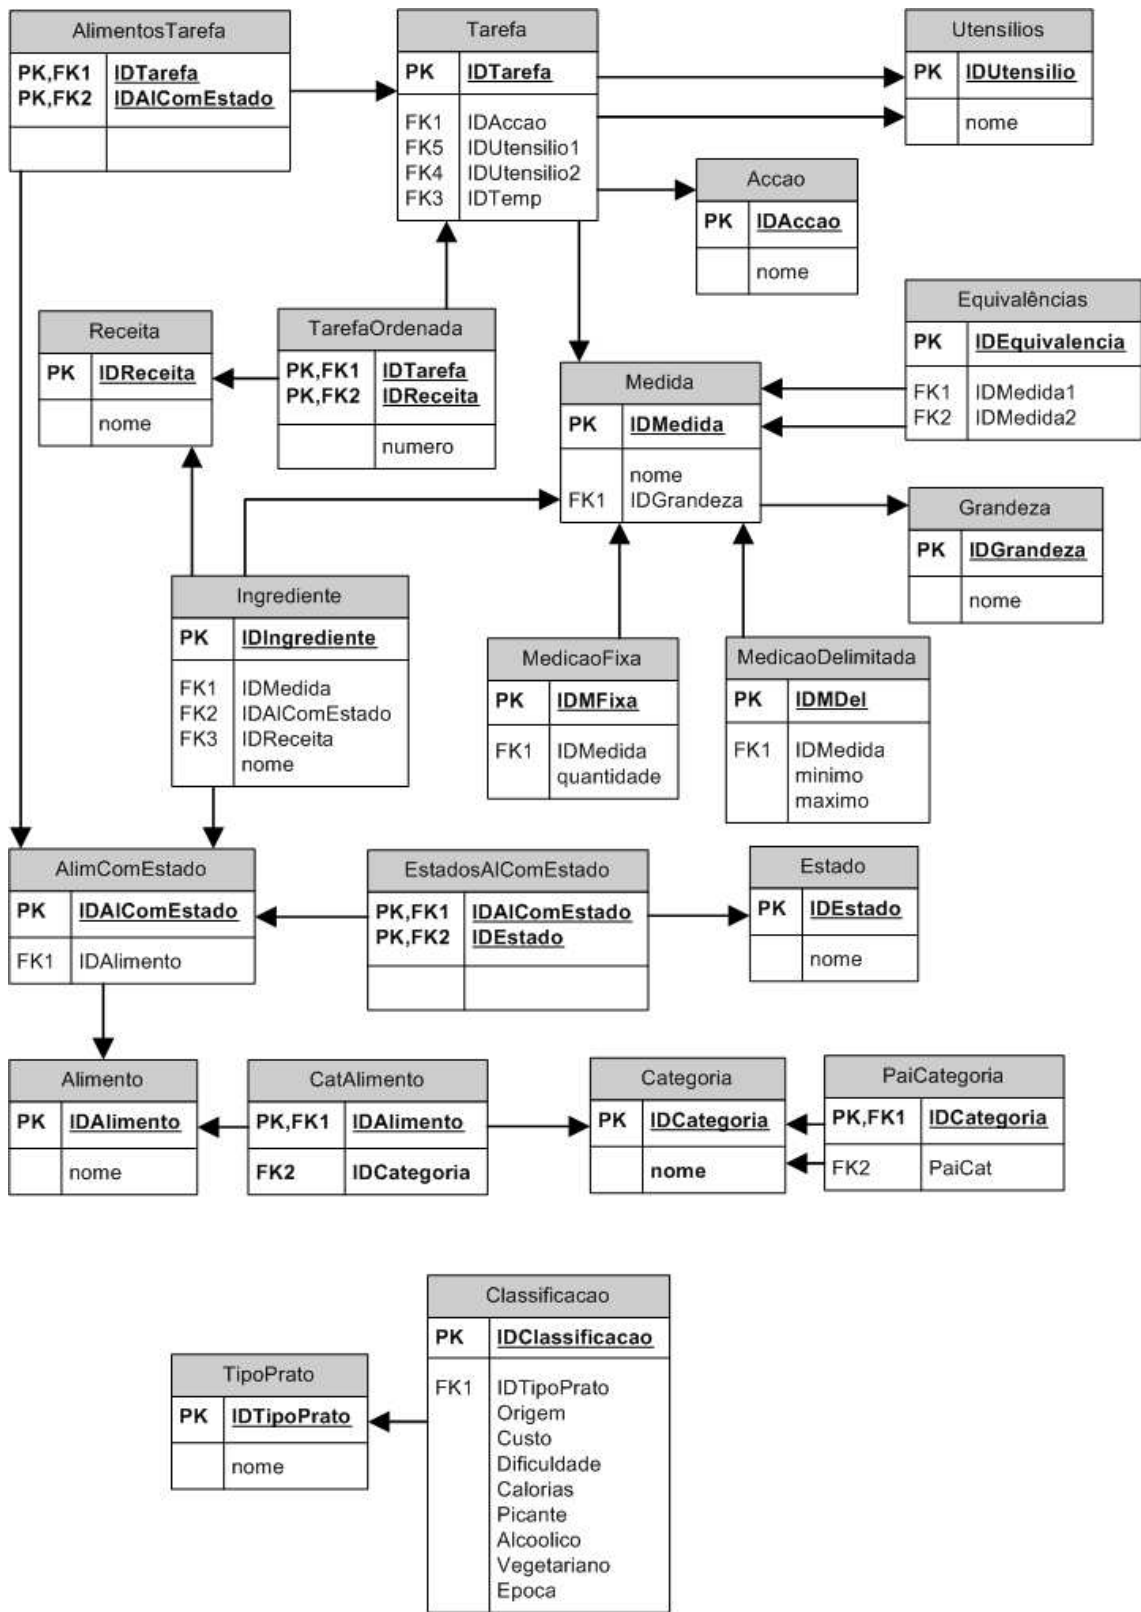 AlimentosTarefa
PK,FK1 IDTarefa
PK,FK2 IDAlComEstado
Tarefa
PK IDTarefa
FK1 IDAccao
FK5 IDUtensilio1
FK4 IDUtensilio2
FK3 IDTemp
Utensílios
PK IDUtensilio
nome
Accao
PK IDAccao
nome
Receita
PK IDReceita
nome
TarefaOrdenada
PK,FK1 IDTarefa
PK,FK2 IDReceita
numero
Medida
PK IDMedida
nome
FK1 IDGrandeza
Equivalências
PK IDEquivalencia
FK1 IDMedida1
FK2 IDMedida2
Grandeza
PK IDGrandeza
nome
Ingrediente
PK IDIngrediente
FK1 IDMedida
FK2 IDAlComEstado
FK3 IDReceita
nome
MedicaoFixa
PK IDMFixa
FK1 IDMedida
quantidade
MedicaoDelimitada
PK IDMDel
FK1 IDMedida
minimo
maximo
AlimComEstado
PK IDAlComEstado
FK1 IDAlimento
EstadosAlComEstado
PK,FK1 IDAlComEstado
PK,FK2 IDEstado
Estado
PK IDEstado
nome
Alimento
PK IDAlimento
nome
CatAlimento
PK,FK1 IDAlimento
FK2 IDCategoria
Categoria
PK IDCategoria
nome
PaiCategoria
PK,FK1 IDCategoria
FK2 PaiCat
Classificacao
PK IDClassificacao
FK1 IDTipoPrato
Origem
Custo
Dificuldade
Calorias
Picante
Alcoolico
Vegetariano
Epoca
TipoPrato
PK IDTipoPrato
nome